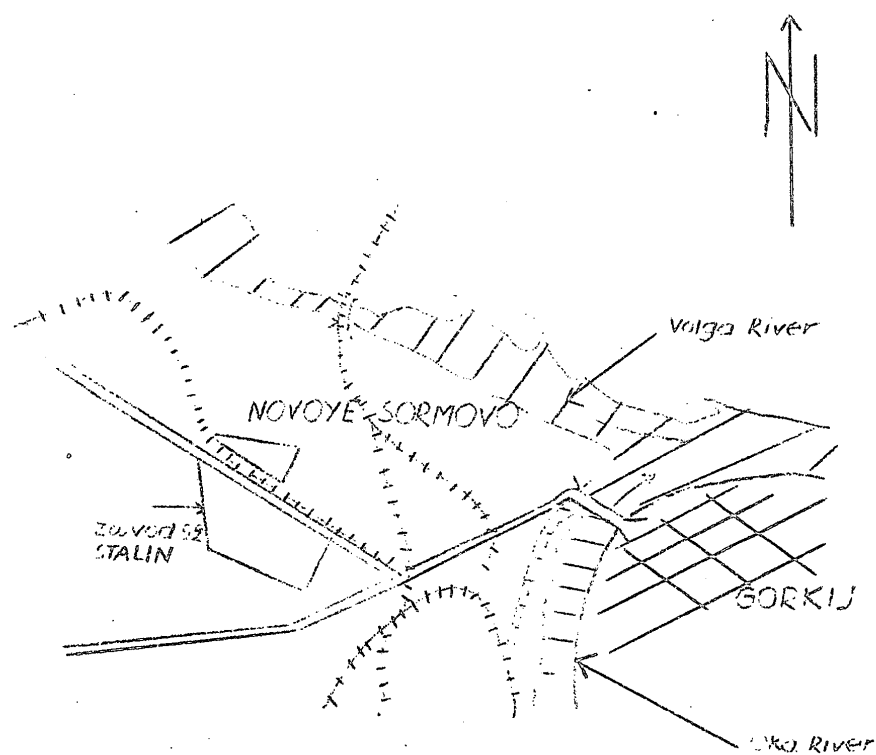 N
Volga River
NOVOYE SORMOVO
Zavod 92
STALIN
GORKIJ
Oka River